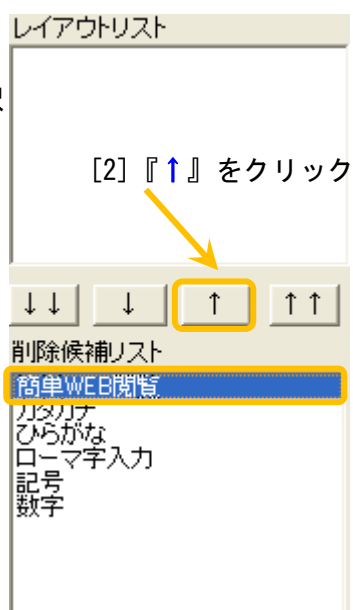 レイアウトリスト
[2]『↑』をクリック
↓↓ ↓ ↑ ↑↑
削除候補リスト
簡単WEB閲覧
カタカナ
ひらがな
ローマ字入力
記号
数字